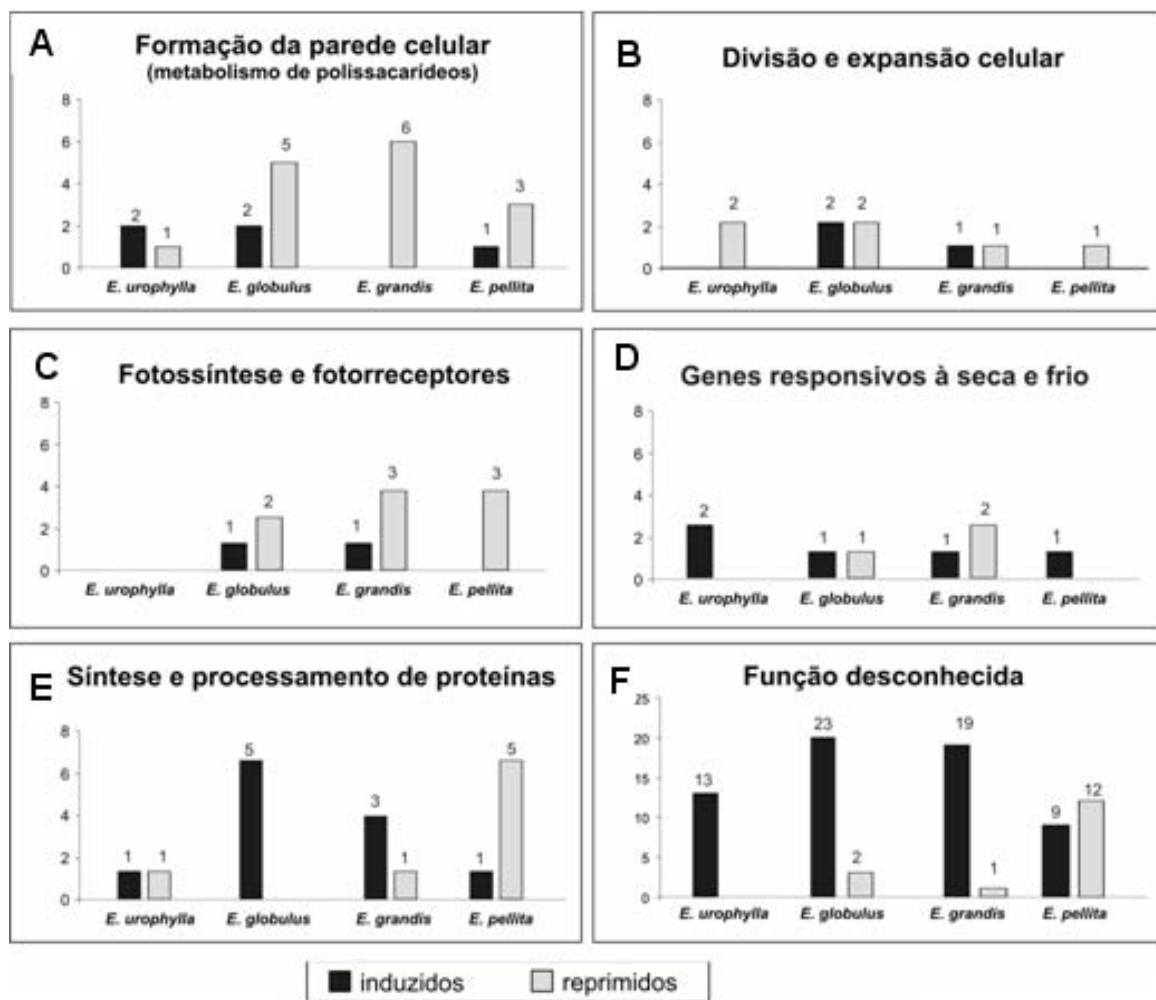 A
Formação da parede celular
(metabolismo de polissacarídeos)
8
6
4
2
0
2
1
2
5
6
1
3
E. urophylla
E. globulus
E. grandis
E. pellita
B
Divisão e expansão celular
8
6
4
2
0
2
2
2
1
1
1
E. urophylla
E. globulus
E. grandis
E. pellita
C
Fotossíntese e fotorreceptores
8
6
4
2
0
1
2
1
3
3
E. urophylla
E. globulus
E. grandis
E. pellita
D
Genes responsivos à seca e frio
8
6
4
2
0
2
1
1
1
2
1
E. urophylla
E. globulus
E. grandis
E. pellita
E
Síntese e processamento de proteínas
8
6
4
2
0
1
1
5
3
1
1
5
E. urophylla
E. globulus
E. grandis
E. pellita
F
Função desconhecida
25
20
15
10
5
0
13
23
2
19
1
9
12
E. urophylla
E. globulus
E. grandis
E. pellita
induzidos
reprimidos